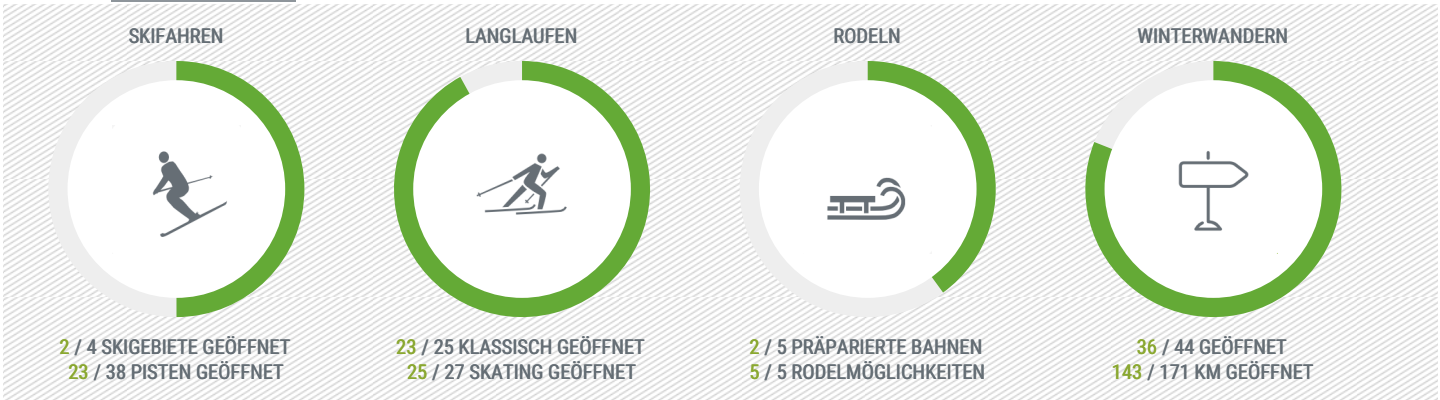 SKIFAHREN
2 / 4 SKIGEBIETE GEÖFFNET
23 / 38 PISTEN GEÖFFNET
LANGLAUFEN
23 / 25 KLASSISCH GEÖFFNET
25 / 27 SKATING GEÖFFNET
RODELN
2 / 5 PRÄPARIERTE BAHNEN
5 / 5 RODELMÖGLICHKEITEN
WINTERWANDERN
36 / 44 GEÖFFNET
143 / 171 KM GEÖFFNET